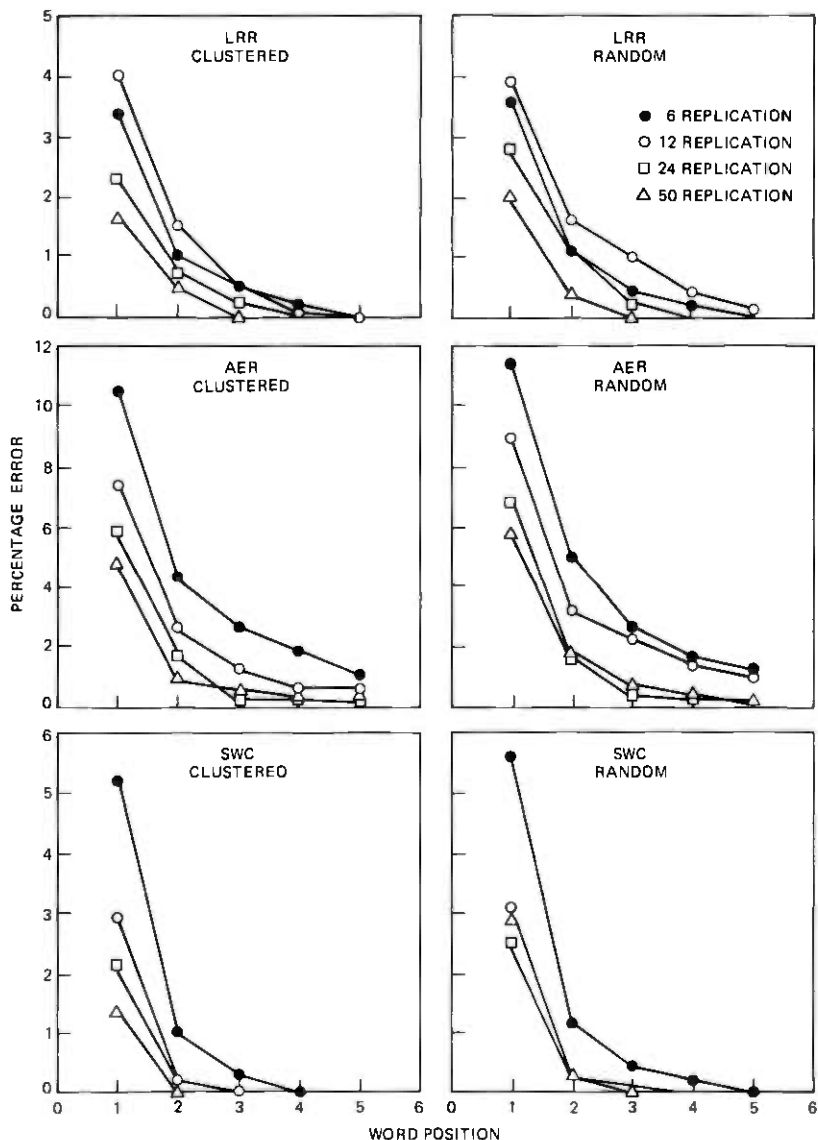 LRR
CLUSTERED
5
4
3
2
1
0
LRR
RANDOM
6 REPLICATION
12 REPLICATION
24 REPLICATION
50 REPLICATION
AER
CLUSTERED
12
10
8
6
4
2
0
AER
RANDOM
PERCENTAGE ERROR
SWC
CLUSTERED
6
5
4
3
2
1
0
SWC
RANDOM
0 1 2 3 4 5 6
0 1 2 3 4 5 6
WORD POSITION